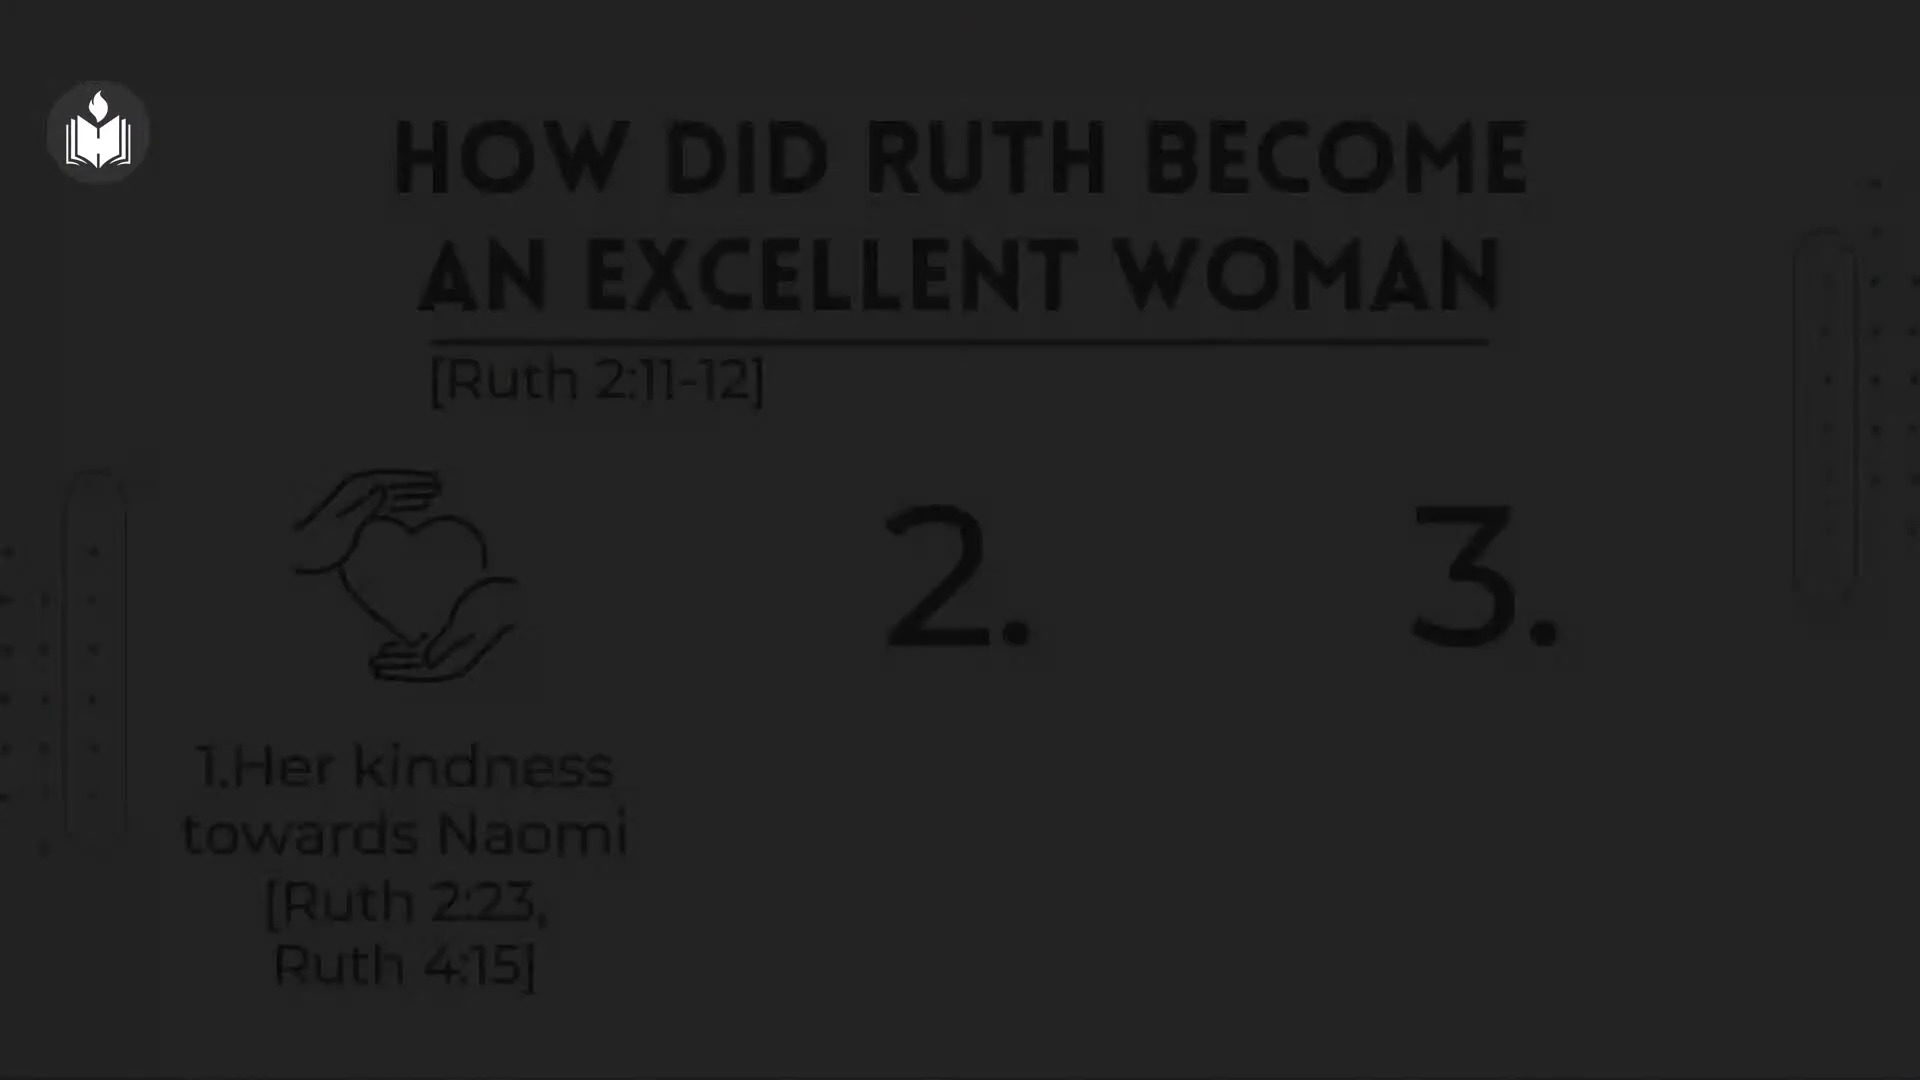 HOW DID RUTH BECOME
AN EXCELLENT WOMAN
[Ruth 2:11-12]
2.
3.
1.Her kindness
towards Naomi
[Ruth 2:23,
Ruth 4:15]